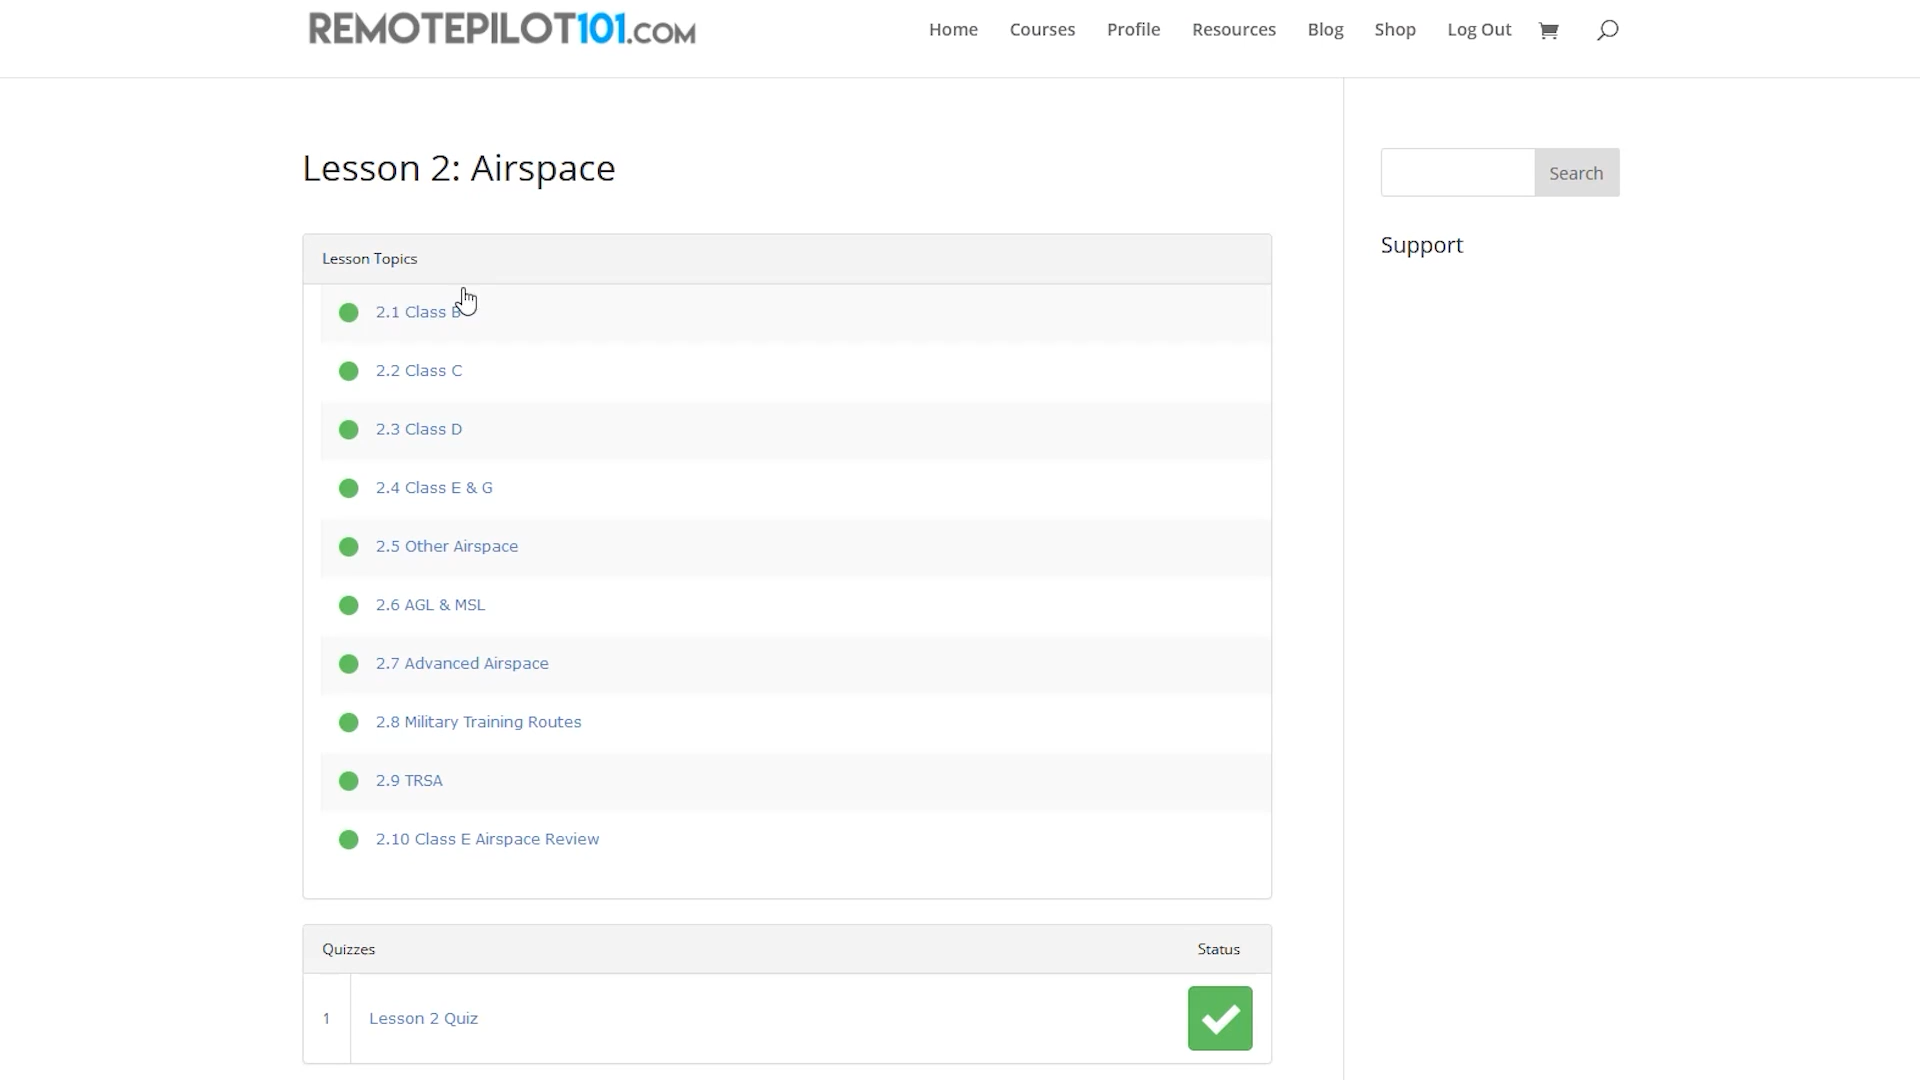 REMOTEPILOT101.COM
Home Courses Profile Resources Blog Shop Log Out
Lesson 2: Airspace
Search
Support
Lesson Topics
2.1 Class B
2.2 Class C
2.3 Class D
2.4 Class E & G
2.5 Other Airspace
2.6 AGL & MSL
2.7 Advanced Airspace
2.8 Military Training Routes
2.9 TRSA
2.10 Class E Airspace Review
Quizzes Status
1 Lesson 2 Quiz